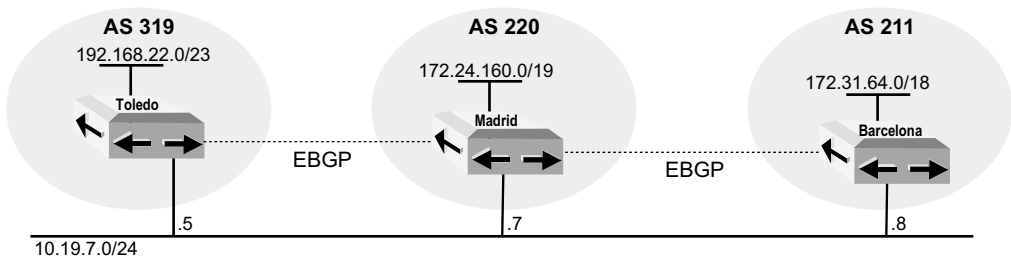 AS 319
192.168.22.0/23
Toledo
EBGP
.5
AS 220
172.24.160.0/19
Madrid
EBGP
.7
AS 211
172.31.64.0/18
Barcelona
.8
10.19.7.0/24